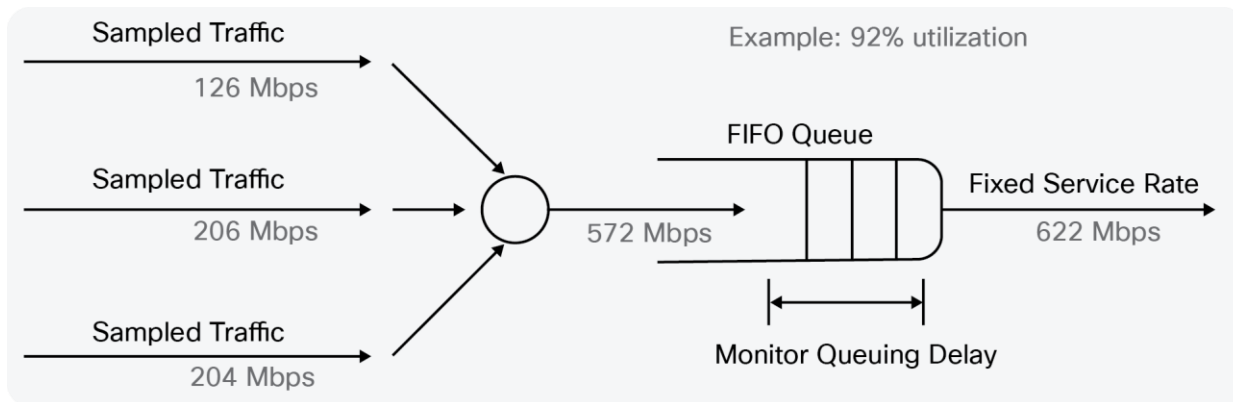 Sampled Traffic
126 Mbps
Example: 92% utilization
Sampled Traffic
206 Mbps
572 Mbps
FIFO Queue
Fixed Service Rate
622 Mbps
Sampled Traffic
204 Mbps
Monitor Queuing Delay